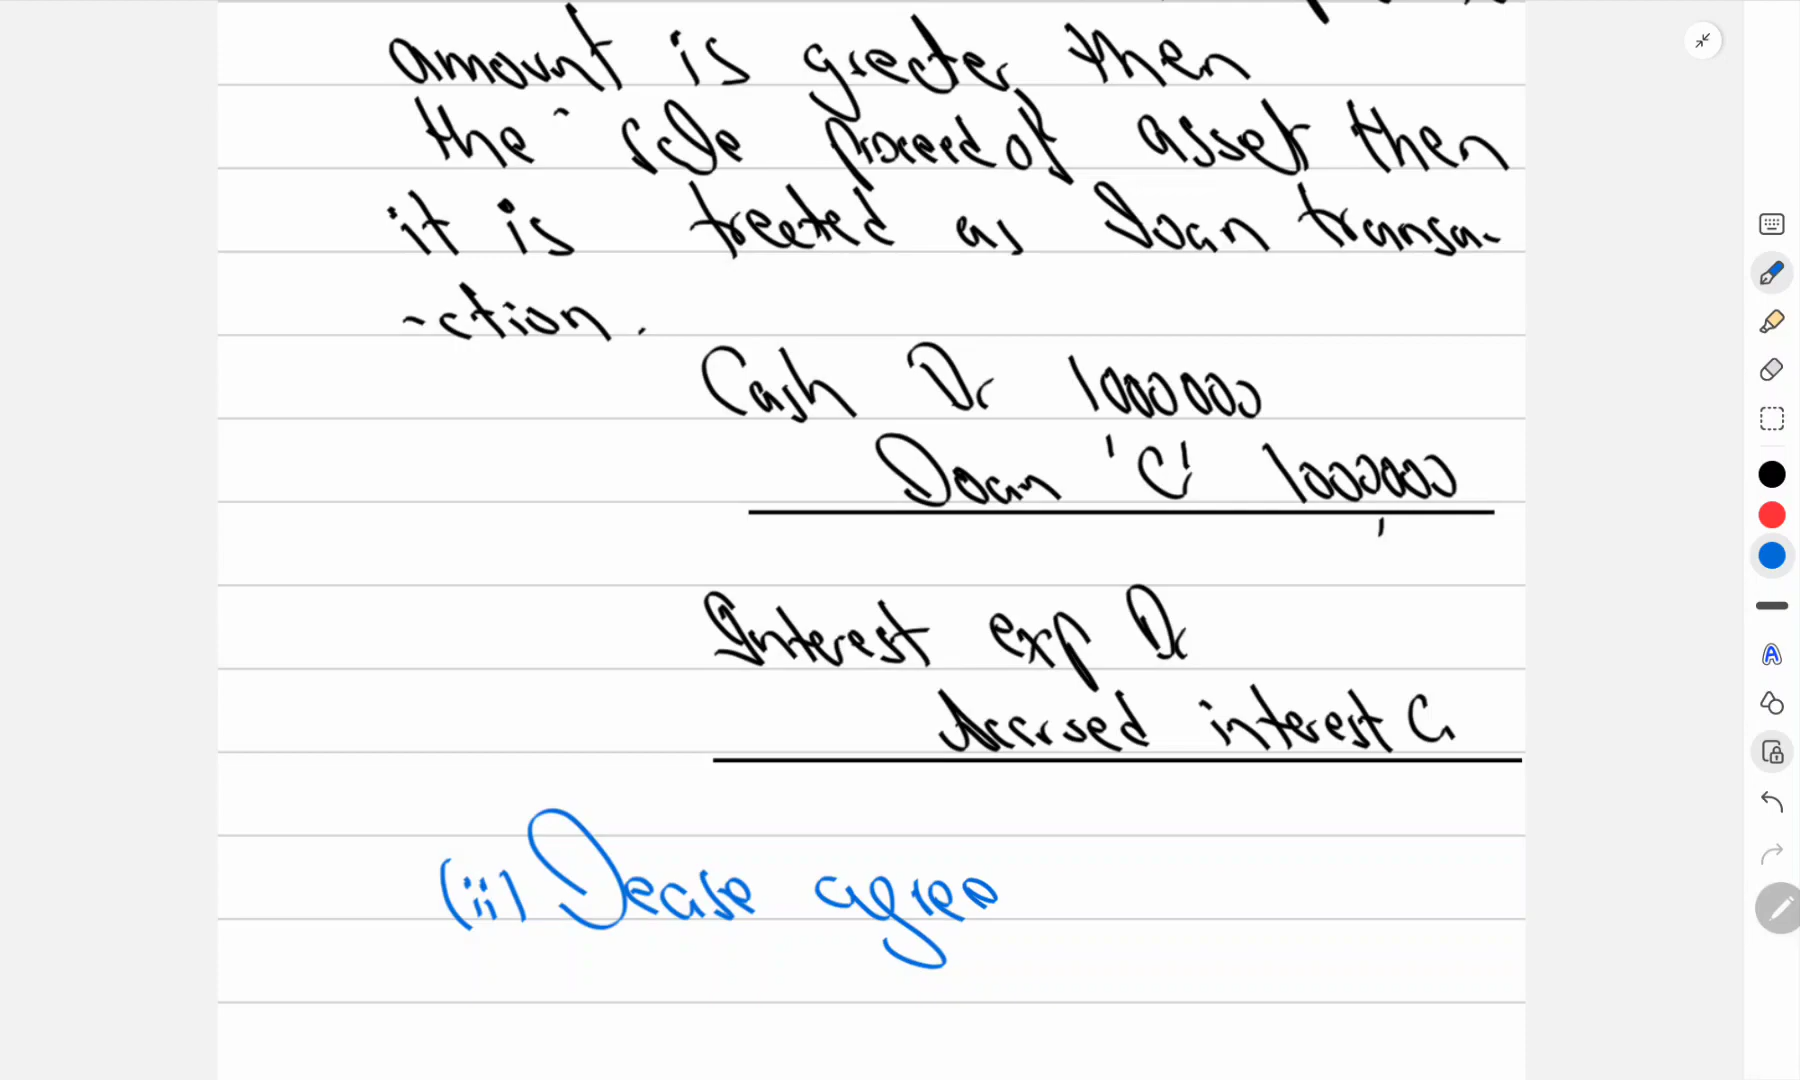 amount is greater then
the sale proceed of asset then
it is treated as loan transa-
-ction.
Cash Dr 1000000
Loan 'C' 1000000
Interest exp Dr
Accrued interest Cr
(ii) Lease agree